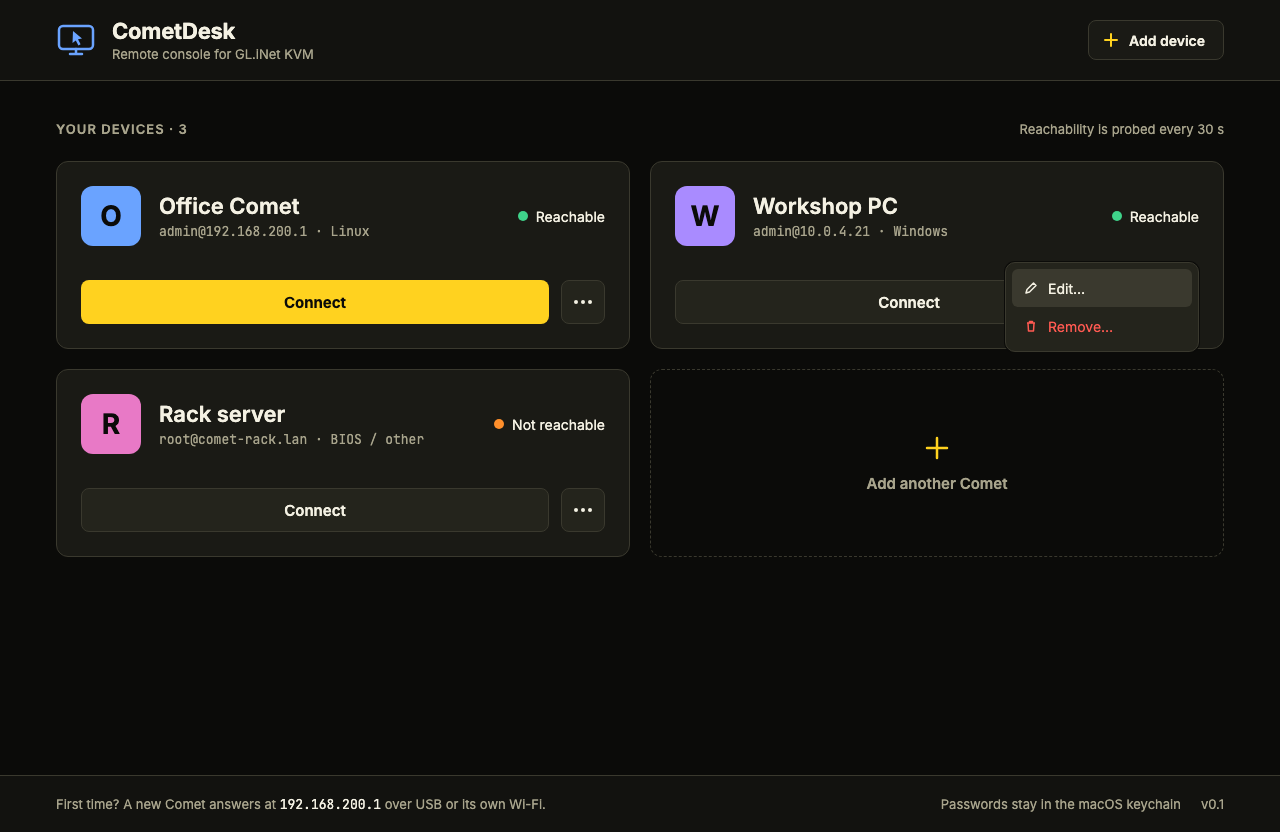 CometDesk
Remote console for GL.iNet KVM
Add device
YOUR DEVICES · 3
Reachability is probed every 30 s
O
Office Comet
admin@192.168.200.1 · Linux
Reachable
Connect
W
Workshop PC
admin@10.0.4.21 · Windows
Reachable
Connect
Edit...
Remove...
R
Rack server
root@comet-rack.lan · BIOS / other
Not reachable
Connect
Add another Comet
First time? A new Comet answers at 192.168.200.1 over USB or its own Wi-Fi.
Passwords stay in the macOS keychain
v0.1